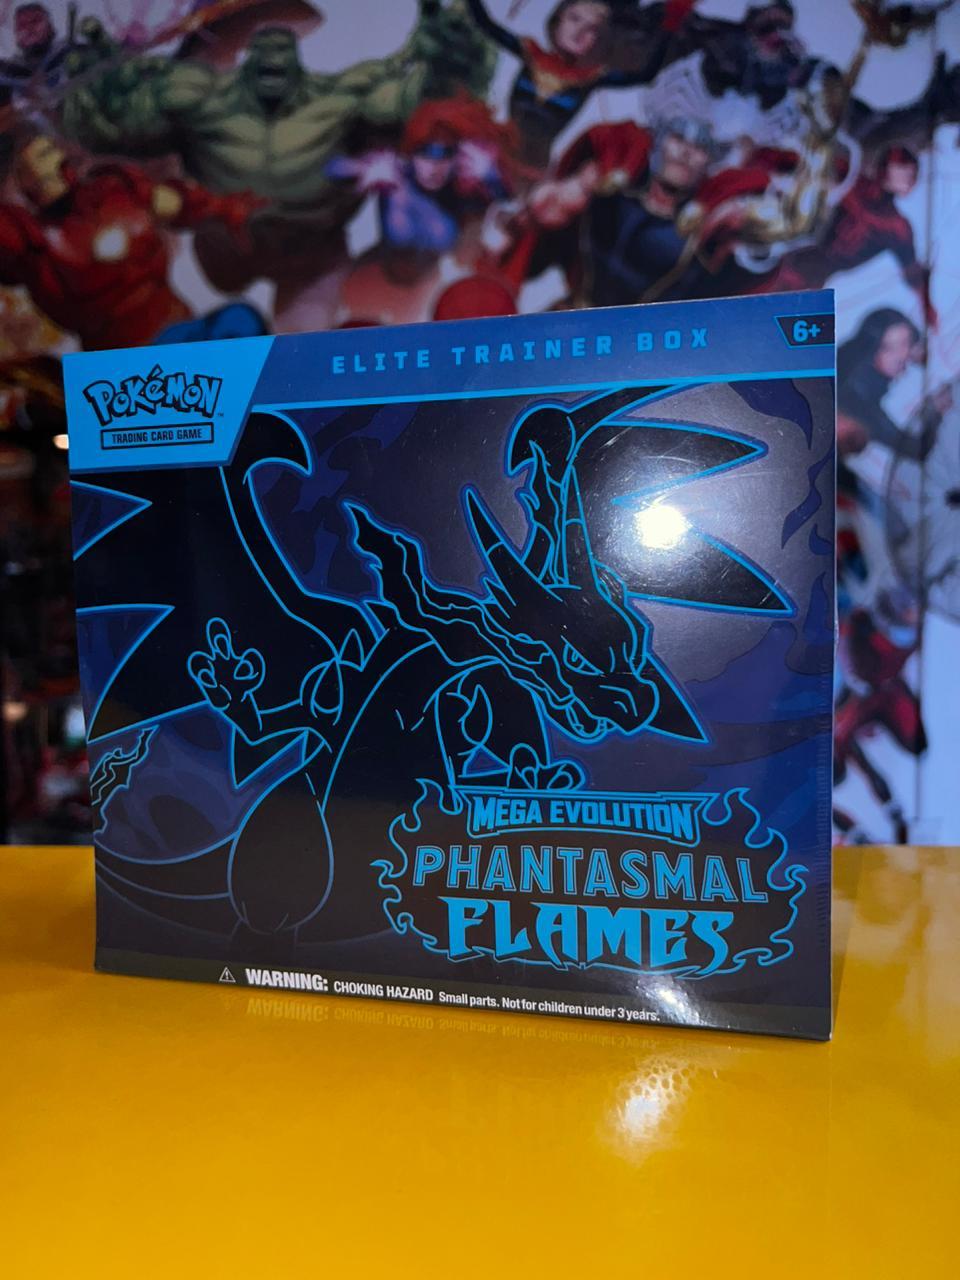 ELITE TRAINER BOX
6+
POKéMON
TRADING CARD GAME
MEGA EVOLUTION
PHANTASMAL
FLAMES
WARNING: CHOKING HAZARD Small parts. Not for children under 3 years.